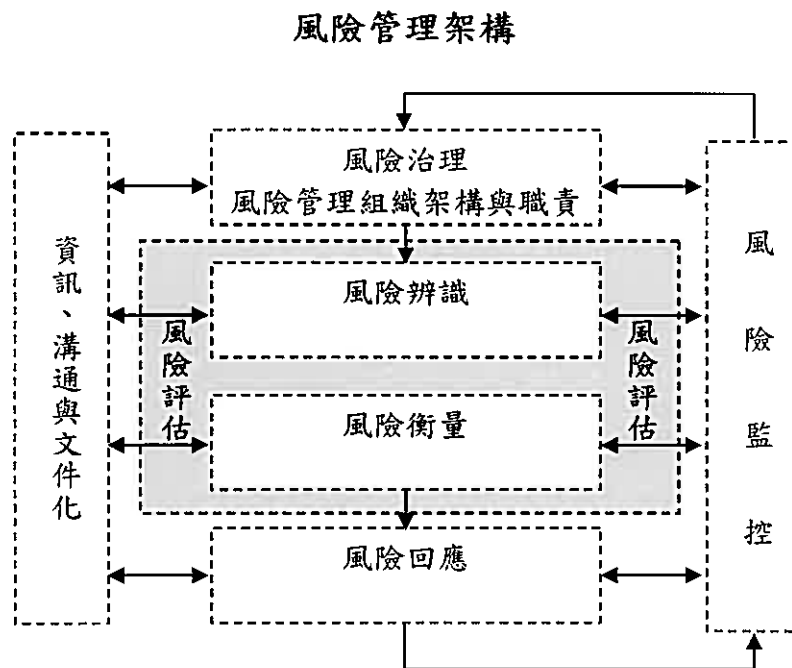 風險管理架構
風險治理
風險管理組織架構與職責
資訊、溝通與文件化
風險辨識
風險評估
風險評估
風險衡量
風險回應
風險監控